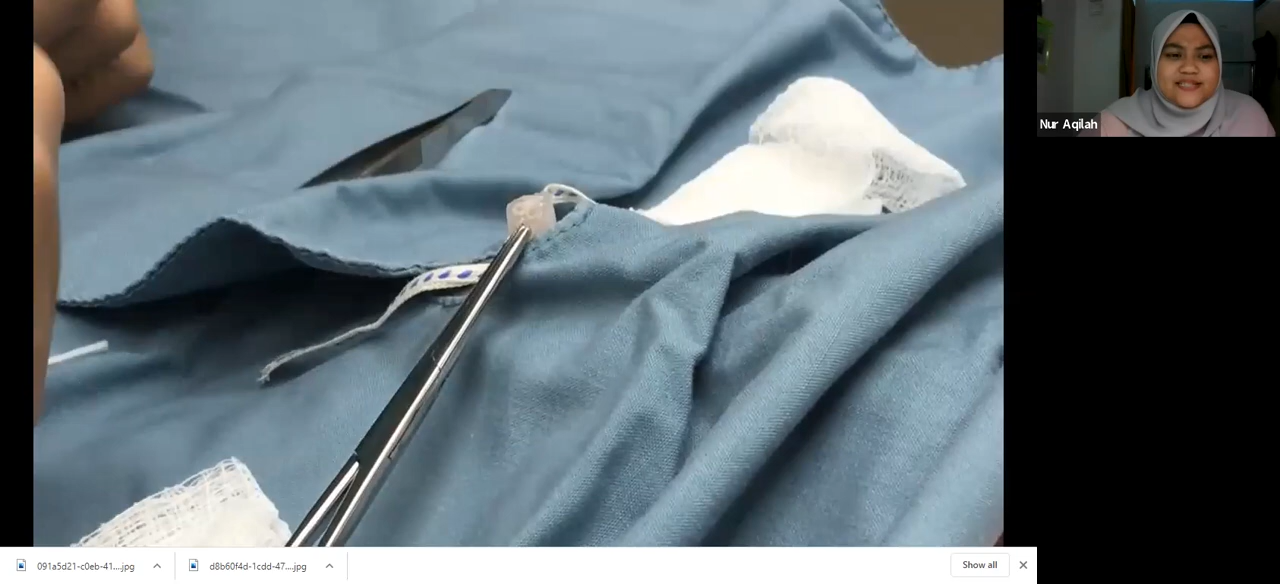 Nur Aqilah
091a5d21-c0eb-41....jpg
d8b60f4d-1cdd-47....jpg
Show all